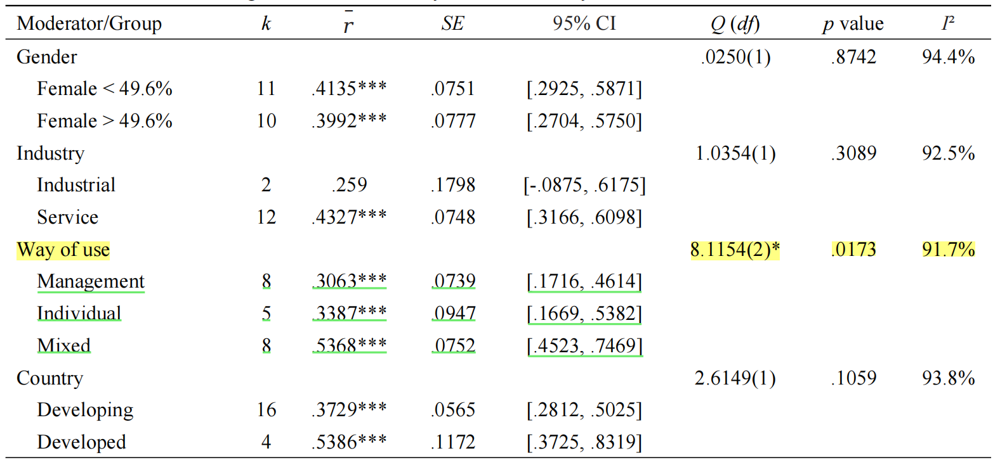 Moderator/Group k r̄ SE 95% CI Q (df) p value I²
Gender .0250(1) .8742 94.4%
Female < 49.6% 11 .4135*** .0751 [.2925, .5871]
Female > 49.6% 10 .3992*** .0777 [.2704, .5750]
Industry 1.0354(1) .3089 92.5%
Industrial 2 .259 .1798 [-.0875, .6175]
Service 12 .4327*** .0748 [.3166, .6098]
Way of use 8.1154(2)* .0173 91.7%
Management 8 .3063*** .0739 [.1716, .4614]
Individual 5 .3387*** .0947 [.1669, .5382]
Mixed 8 .5368*** .0752 [.4523, .7469]
Country 2.6149(1) .1059 93.8%
Developing 16 .3729*** .0565 [.2812, .5025]
Developed 4 .5386*** .1172 [.3725, .8319]